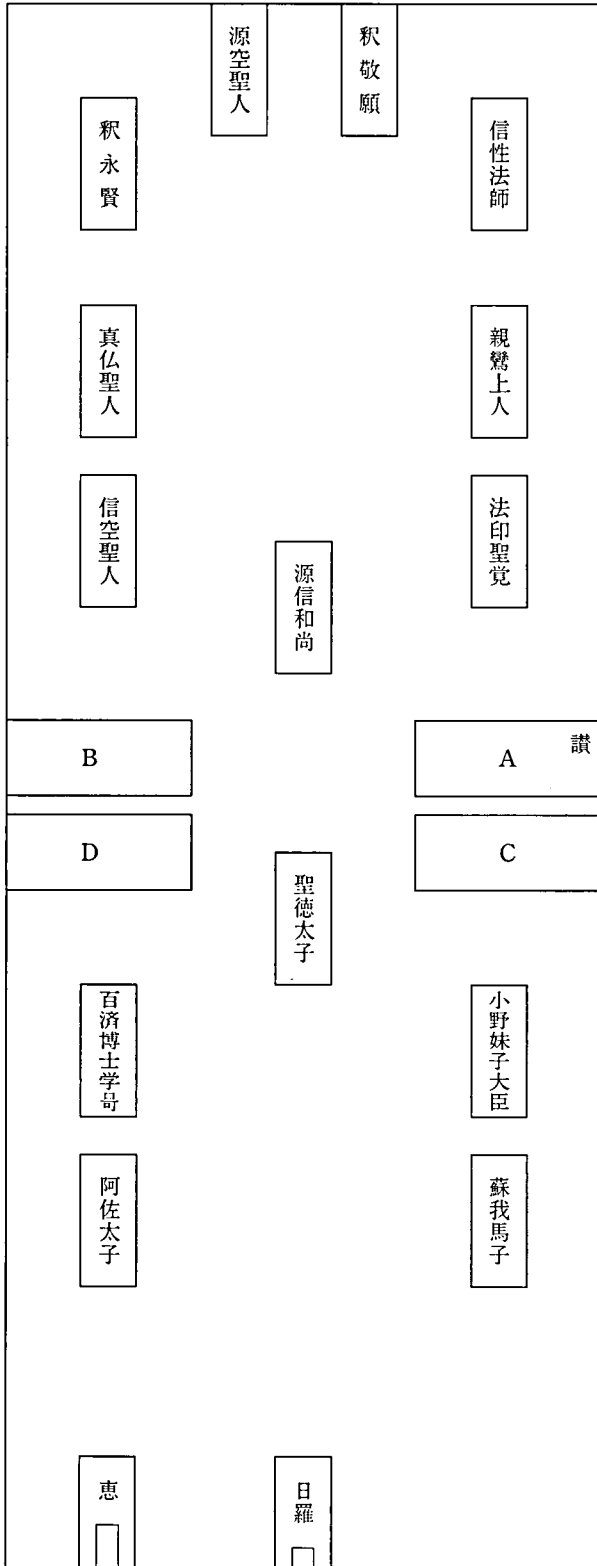 釈敬願
源空聖人
信性法師
釈永賢
親鸞上人
真仏聖人
法印聖覚
信空聖人
源信和尚
讃
A
B
C
D
聖徳太子
小野妹子大臣
百済博士学哿
蘇我馬子
阿佐太子
日羅
恵